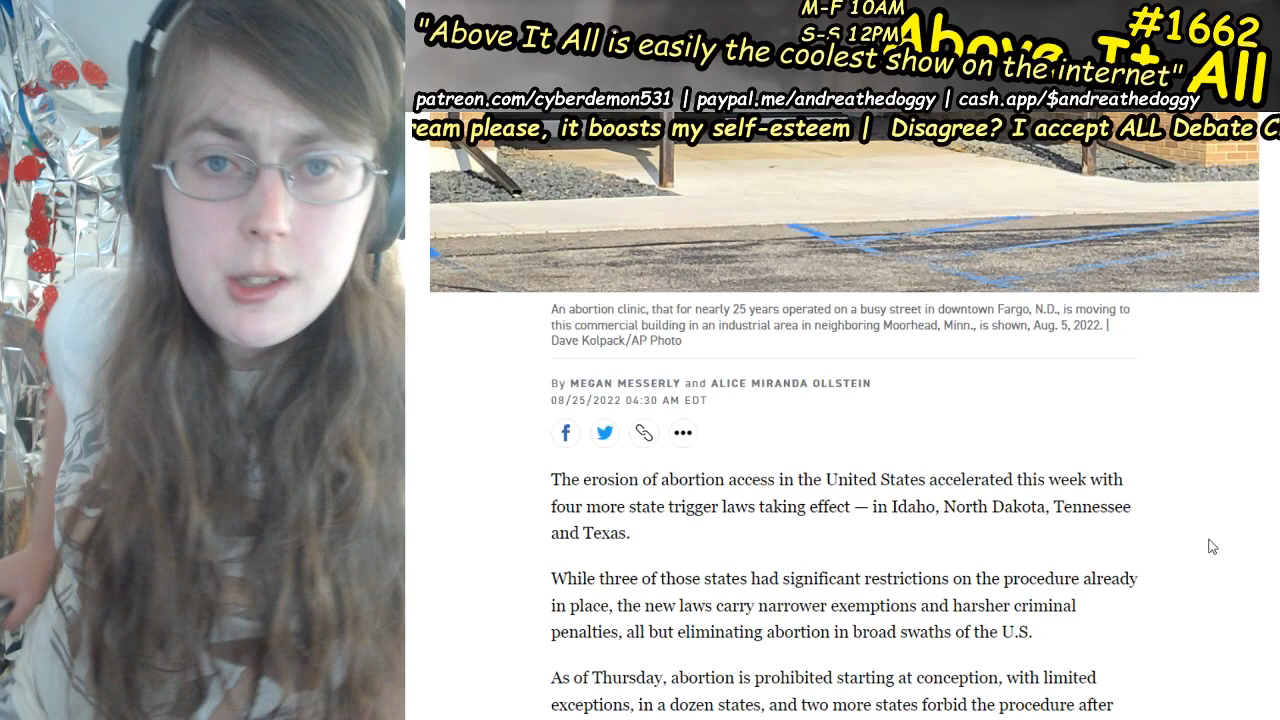 M-F 10AM
S-S 12PM
Above It All
#1662
"Above It All is easily the coolest show on the internet"
patreon.com/cyberdemon531 | paypal.me/andreathedoggy | cash.app/$andreathedoggy
please, it boosts my self-esteem | Disagree? I accept ALL Debate
An abortion clinic, that for nearly 25 years operated on a busy street in downtown Fargo, N.D., is moving to
this commercial building in an industrial area in neighboring Moorhead, Minn., is shown, Aug. 5, 2022. |
Dave Kolpack/AP Photo
By MEGAN MESSERLY and ALICE MIRANDA OLLSTEIN
08/25/2022 04:30 AM EDT
The erosion of abortion access in the United States accelerated this week with
four more state trigger laws taking effect — in Idaho, North Dakota, Tennessee
and Texas.
While three of those states had significant restrictions on the procedure already
in place, the new laws carry narrower exemptions and harsher criminal
penalties, all but eliminating abortion in broad swaths of the U.S.
As of Thursday, abortion is prohibited starting at conception, with limited
exceptions, in a dozen states, and two more states forbid the procedure after